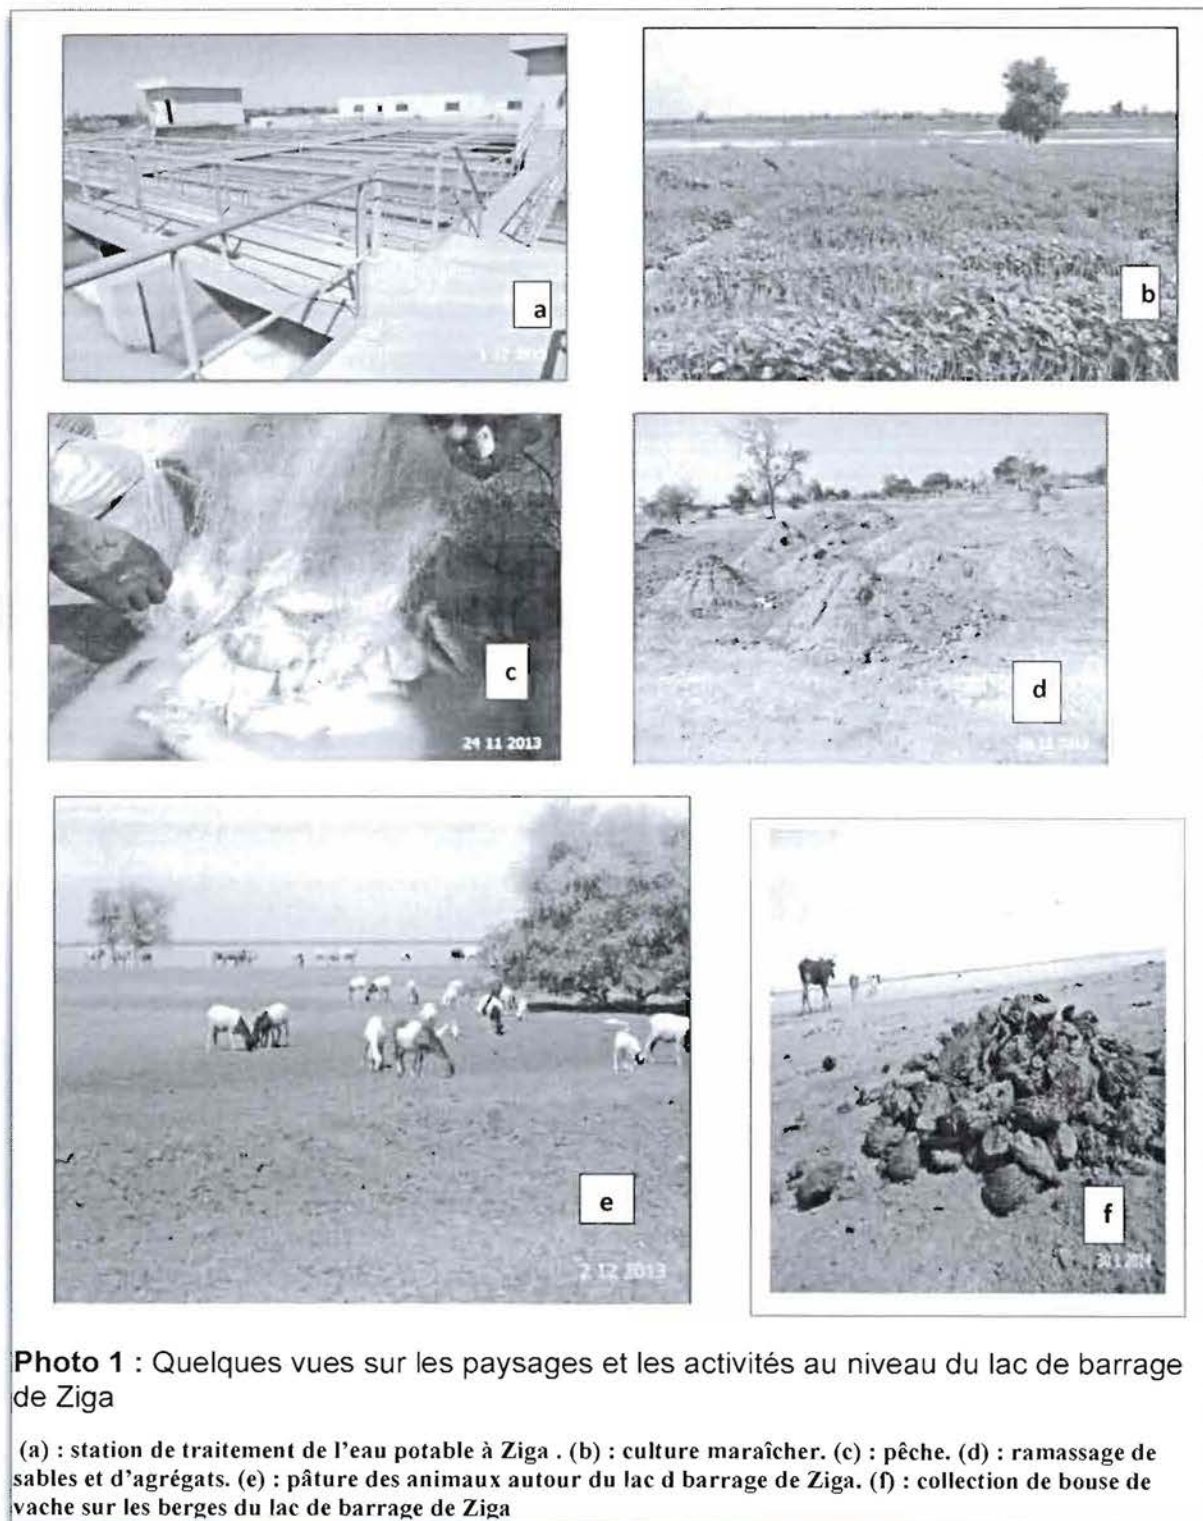 a
b
c
24 11 2013
d
e
2 12 2013
f
Photo 1 : Quelques vues sur les paysages et les activités au niveau du lac de barrage
de Ziga
(a) : station de traitement de l'eau potable à Ziga . (b) : culture maraîcher. (c) : pêche. (d) : ramassage de
sables et d'agrégats. (e) : pâture des animaux autour du lac d barrage de Ziga. (f) : collection de bouse de
vache sur les berges du lac de barrage de Ziga